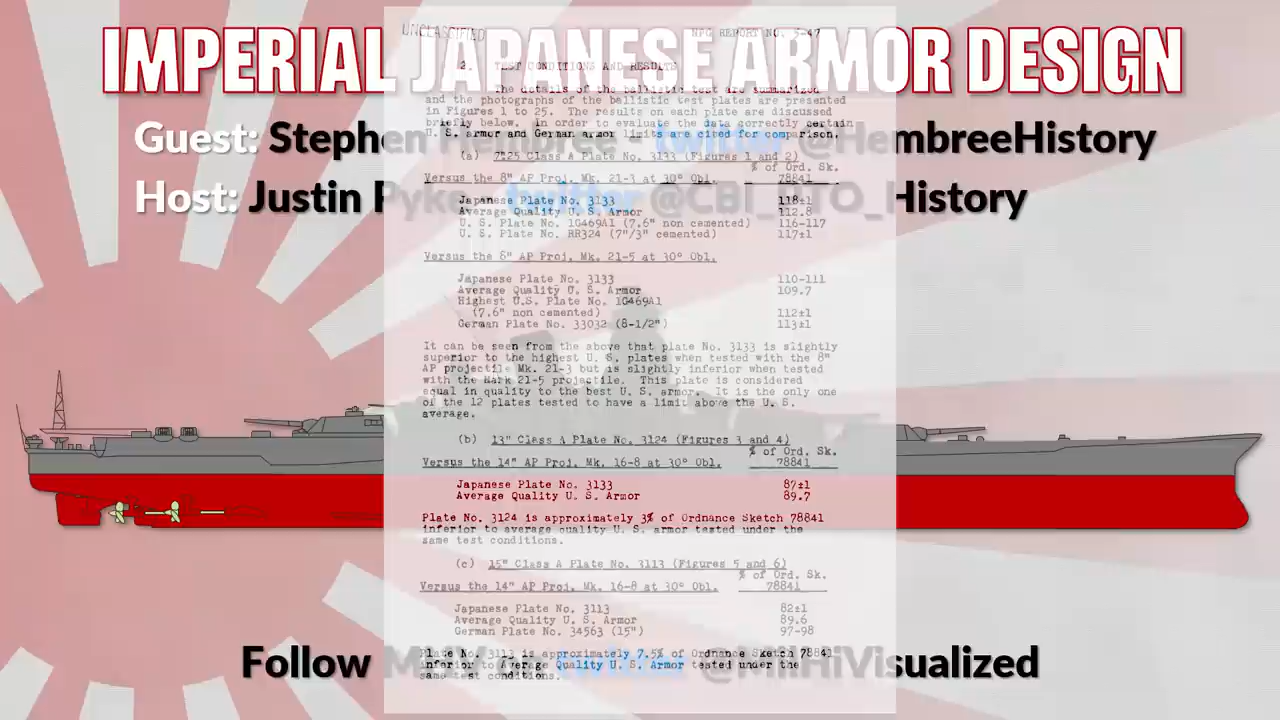 IMPERIAL JAPANESE ARMOR DESIGN
Guest: Stephen Hembree - twitter @HembreeHistory
Host: Justin Pyke - twitter @CBI_PTO_History
UNCLASSIFIED
NPG REPORT NO. 5-47
2. TEST CONDITIONS AND RESULTS
The details of the ballistic test are summarized
and the photographs of the ballistic test plates are presented
in Figures 1 to 25. The results on each plate are discussed
briefly below. In order to evaluate the data correctly certain
U. S. armor and German armor limits are cited for comparison.
(a) 7"25 Class A Plate No. 3133 (Figures 1 and 2)
% of Ord. Sk.
Versus the 8" AP Proj. Mk. 21-3 at 30° Obl. 78841
Japanese Plate No. 3133 118±1
Average Quality U. S. Armor 112.8
U. S. Plate No. 10469A1 (7.6" non cemented) 116-117
U. S. Plate No. HR324 (7"/3" cemented) 117±1
Versus the 8" AP Proj. Mk. 21-5 at 30° Obl.
Japanese Plate No. 3133 110-111
Average Quality U. S. Armor 109.7
Highest U.S. Plate No. 10469A1
(7.6" non cemented) 112±1
German Plate No. 33032 (8-1/2") 113±1
It can be seen from the above that plate No. 3133 is slightly
superior to the highest U. S. plates when tested with the 8"
AP projectile Mk. 21-3 but is slightly inferior when tested
with the Mark 21-5 projectile. This plate is considered
equal in quality to the best U. S. armor. It is the only one
of the 12 plates tested to have a limit above the U. S.
average.
(b) 13" Class A Plate No. 3124 (Figures 3 and 4)
% of Ord. Sk.
Versus the 14" AP Proj. Mk. 16-8 at 30° Obl. 78841
Japanese Plate No. 3133 87±1
Average Quality U. S. Armor 89.7
Plate No. 3124 is approximately 3% of Ordnance Sketch 78841
inferior to average quality U. S. armor tested under the
same test conditions.
(c) 15" Class A Plate No. 3113 (Figures 5 and 6)
% of Ord. Sk.
Versus the 14" AP Proj. Mk. 16-8 at 30° Obl. 78841
Japanese Plate No. 3113 82±1
Average Quality U. S. Armor 89.6
German Plate No. 34563 (15") 97-98
Plate No. 3113 is approximately 7.5% of Ordnance Sketch 78841
inferior to Average Quality U. S. Armor tested under the
same test conditions.
Follow twitter @MilHiVisualized